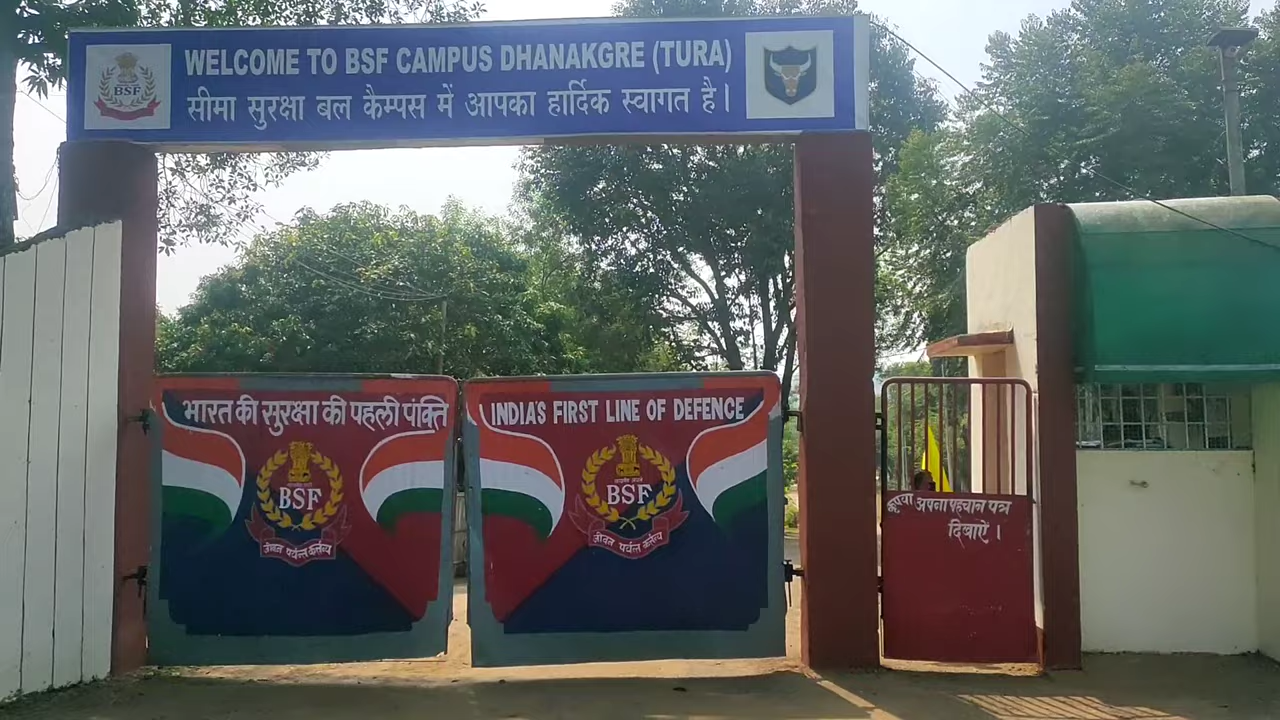 WELCOME TO BSF CAMPUS DHANAKGRE (TURA)
सीमा सुरक्षा बल कैम्पस में आपका हार्दिक स्वागत है।
BSF
भारत की सुरक्षा की पहली पंक्ति
BSF
जीवन पर्यन्त कर्तव्य
INDIA'S FIRST LINE OF DEFENCE
BSF
जीवन पर्यन्त कर्तव्य
कृपया अपना पहचान पत्र
दिखाऐं।